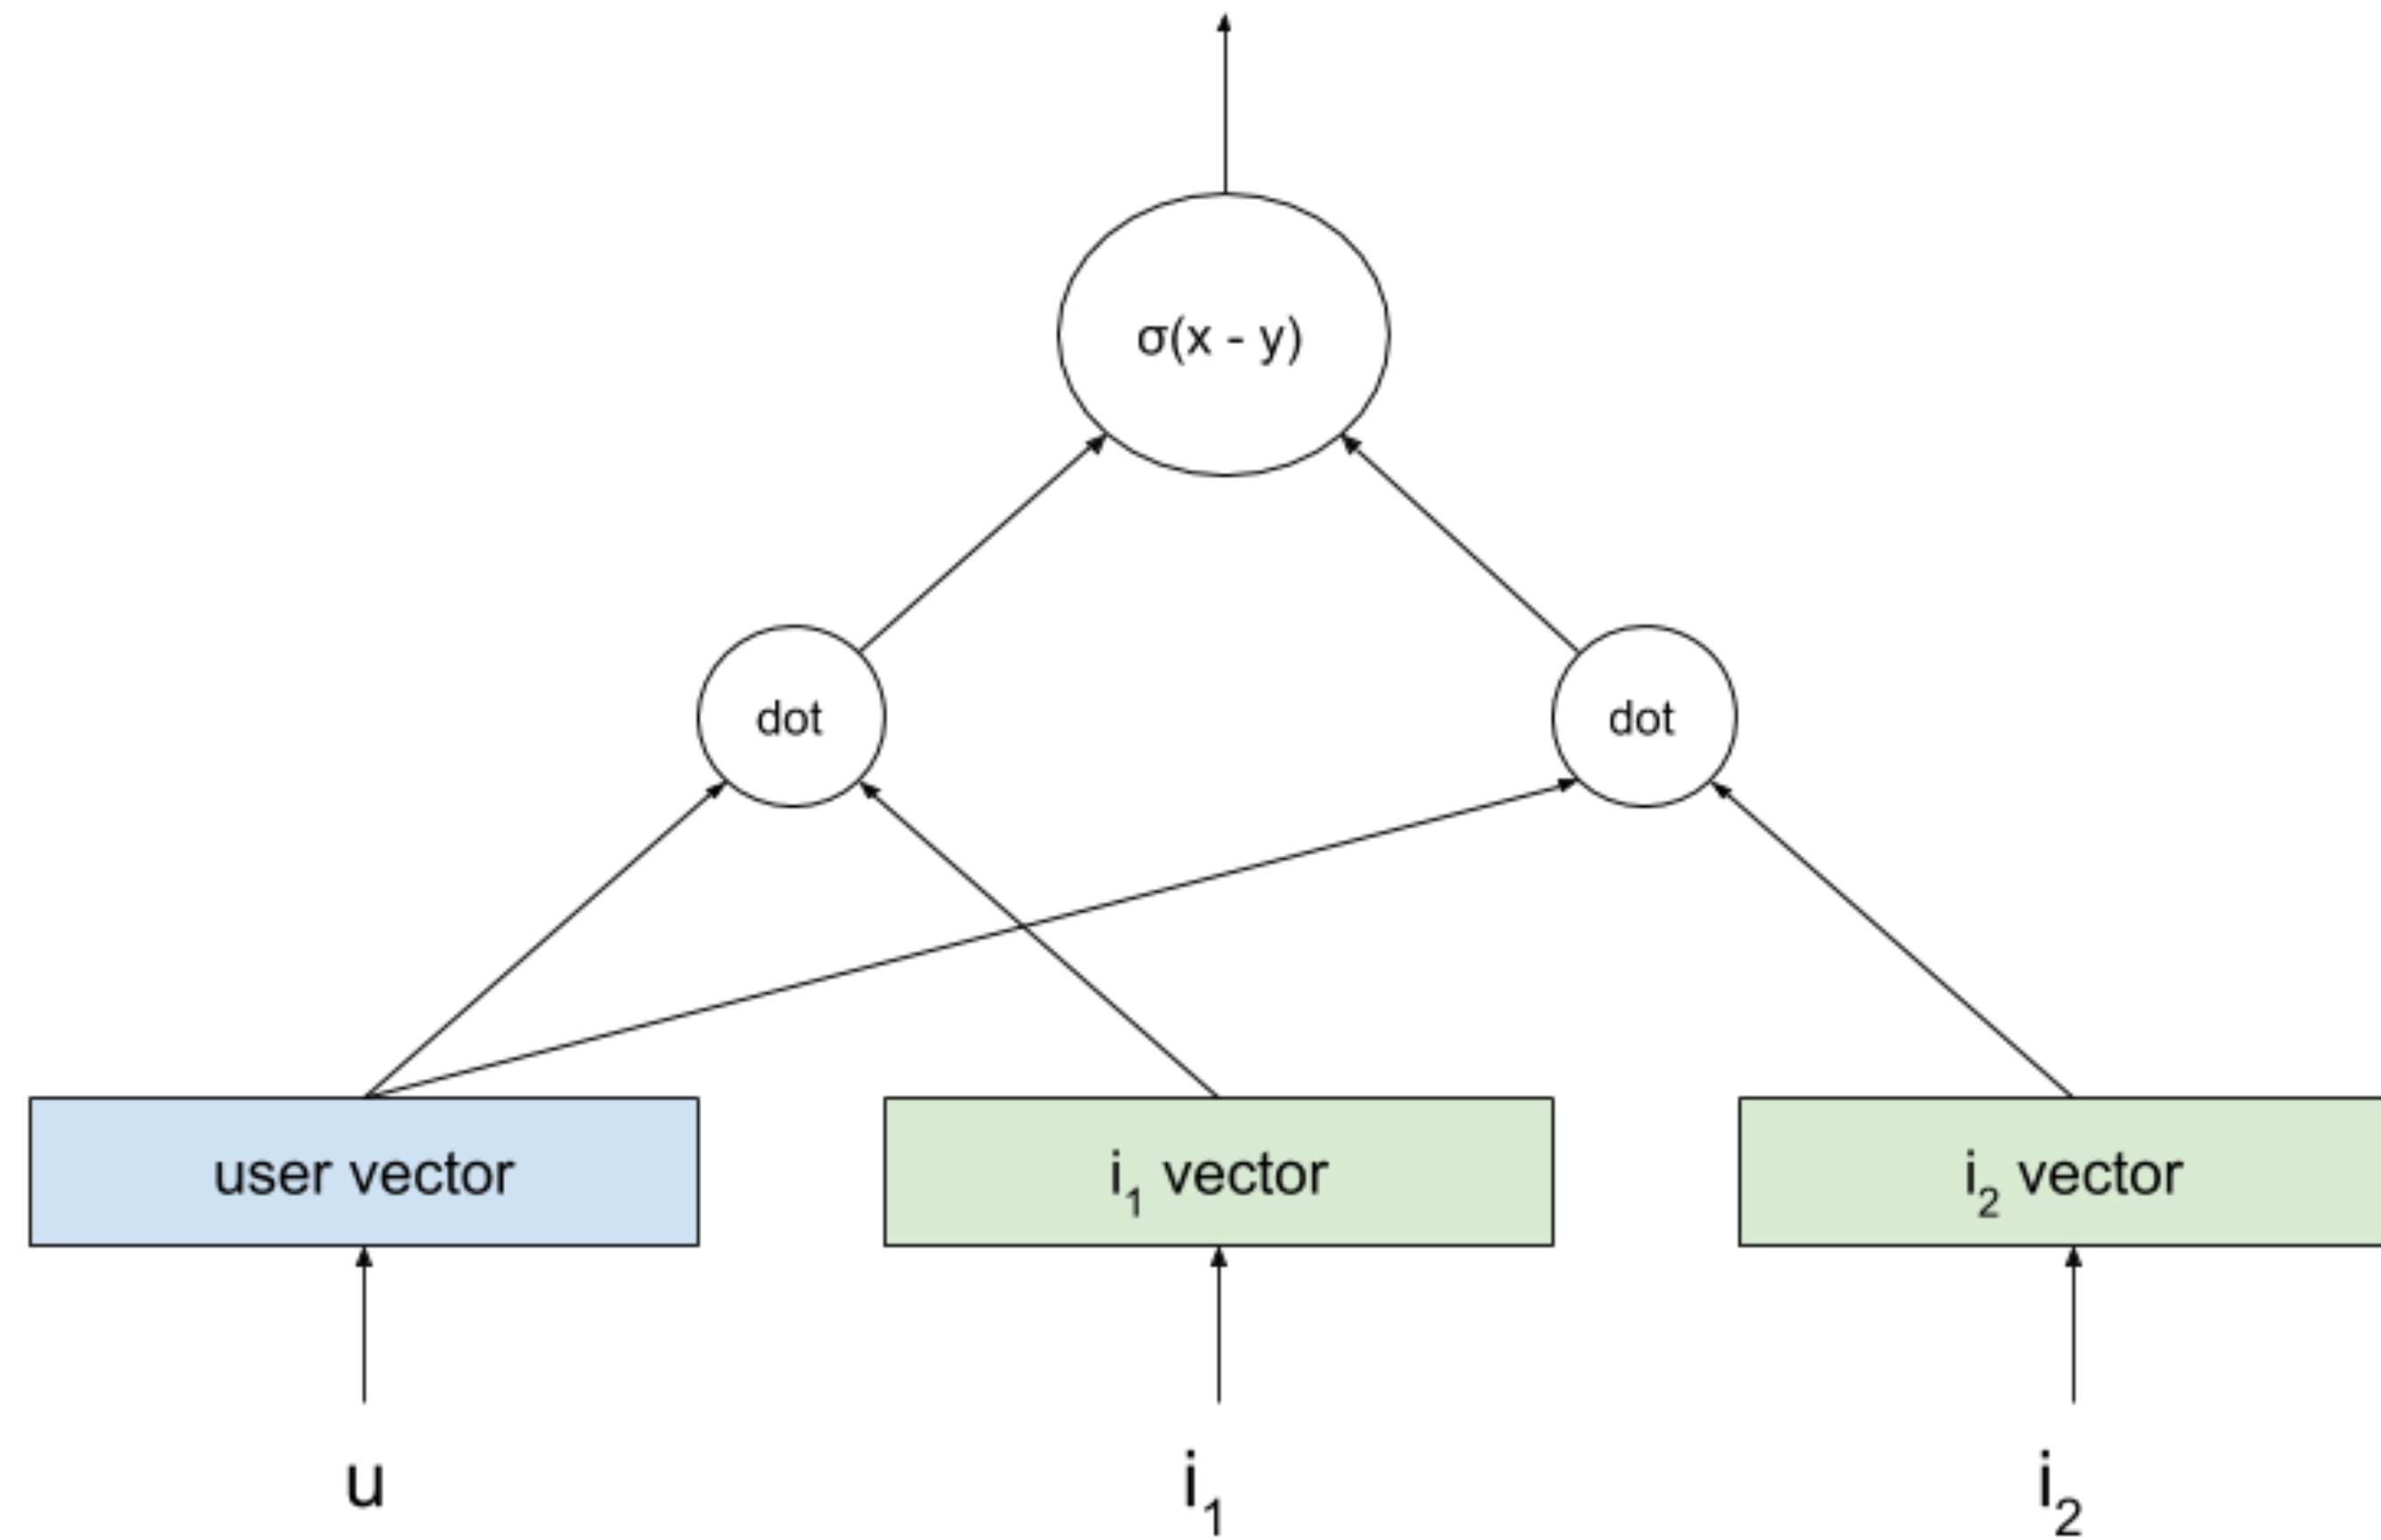 σ(x - y)
dot dot
user vector i₁ vector i₂ vector
u i₁ i₂